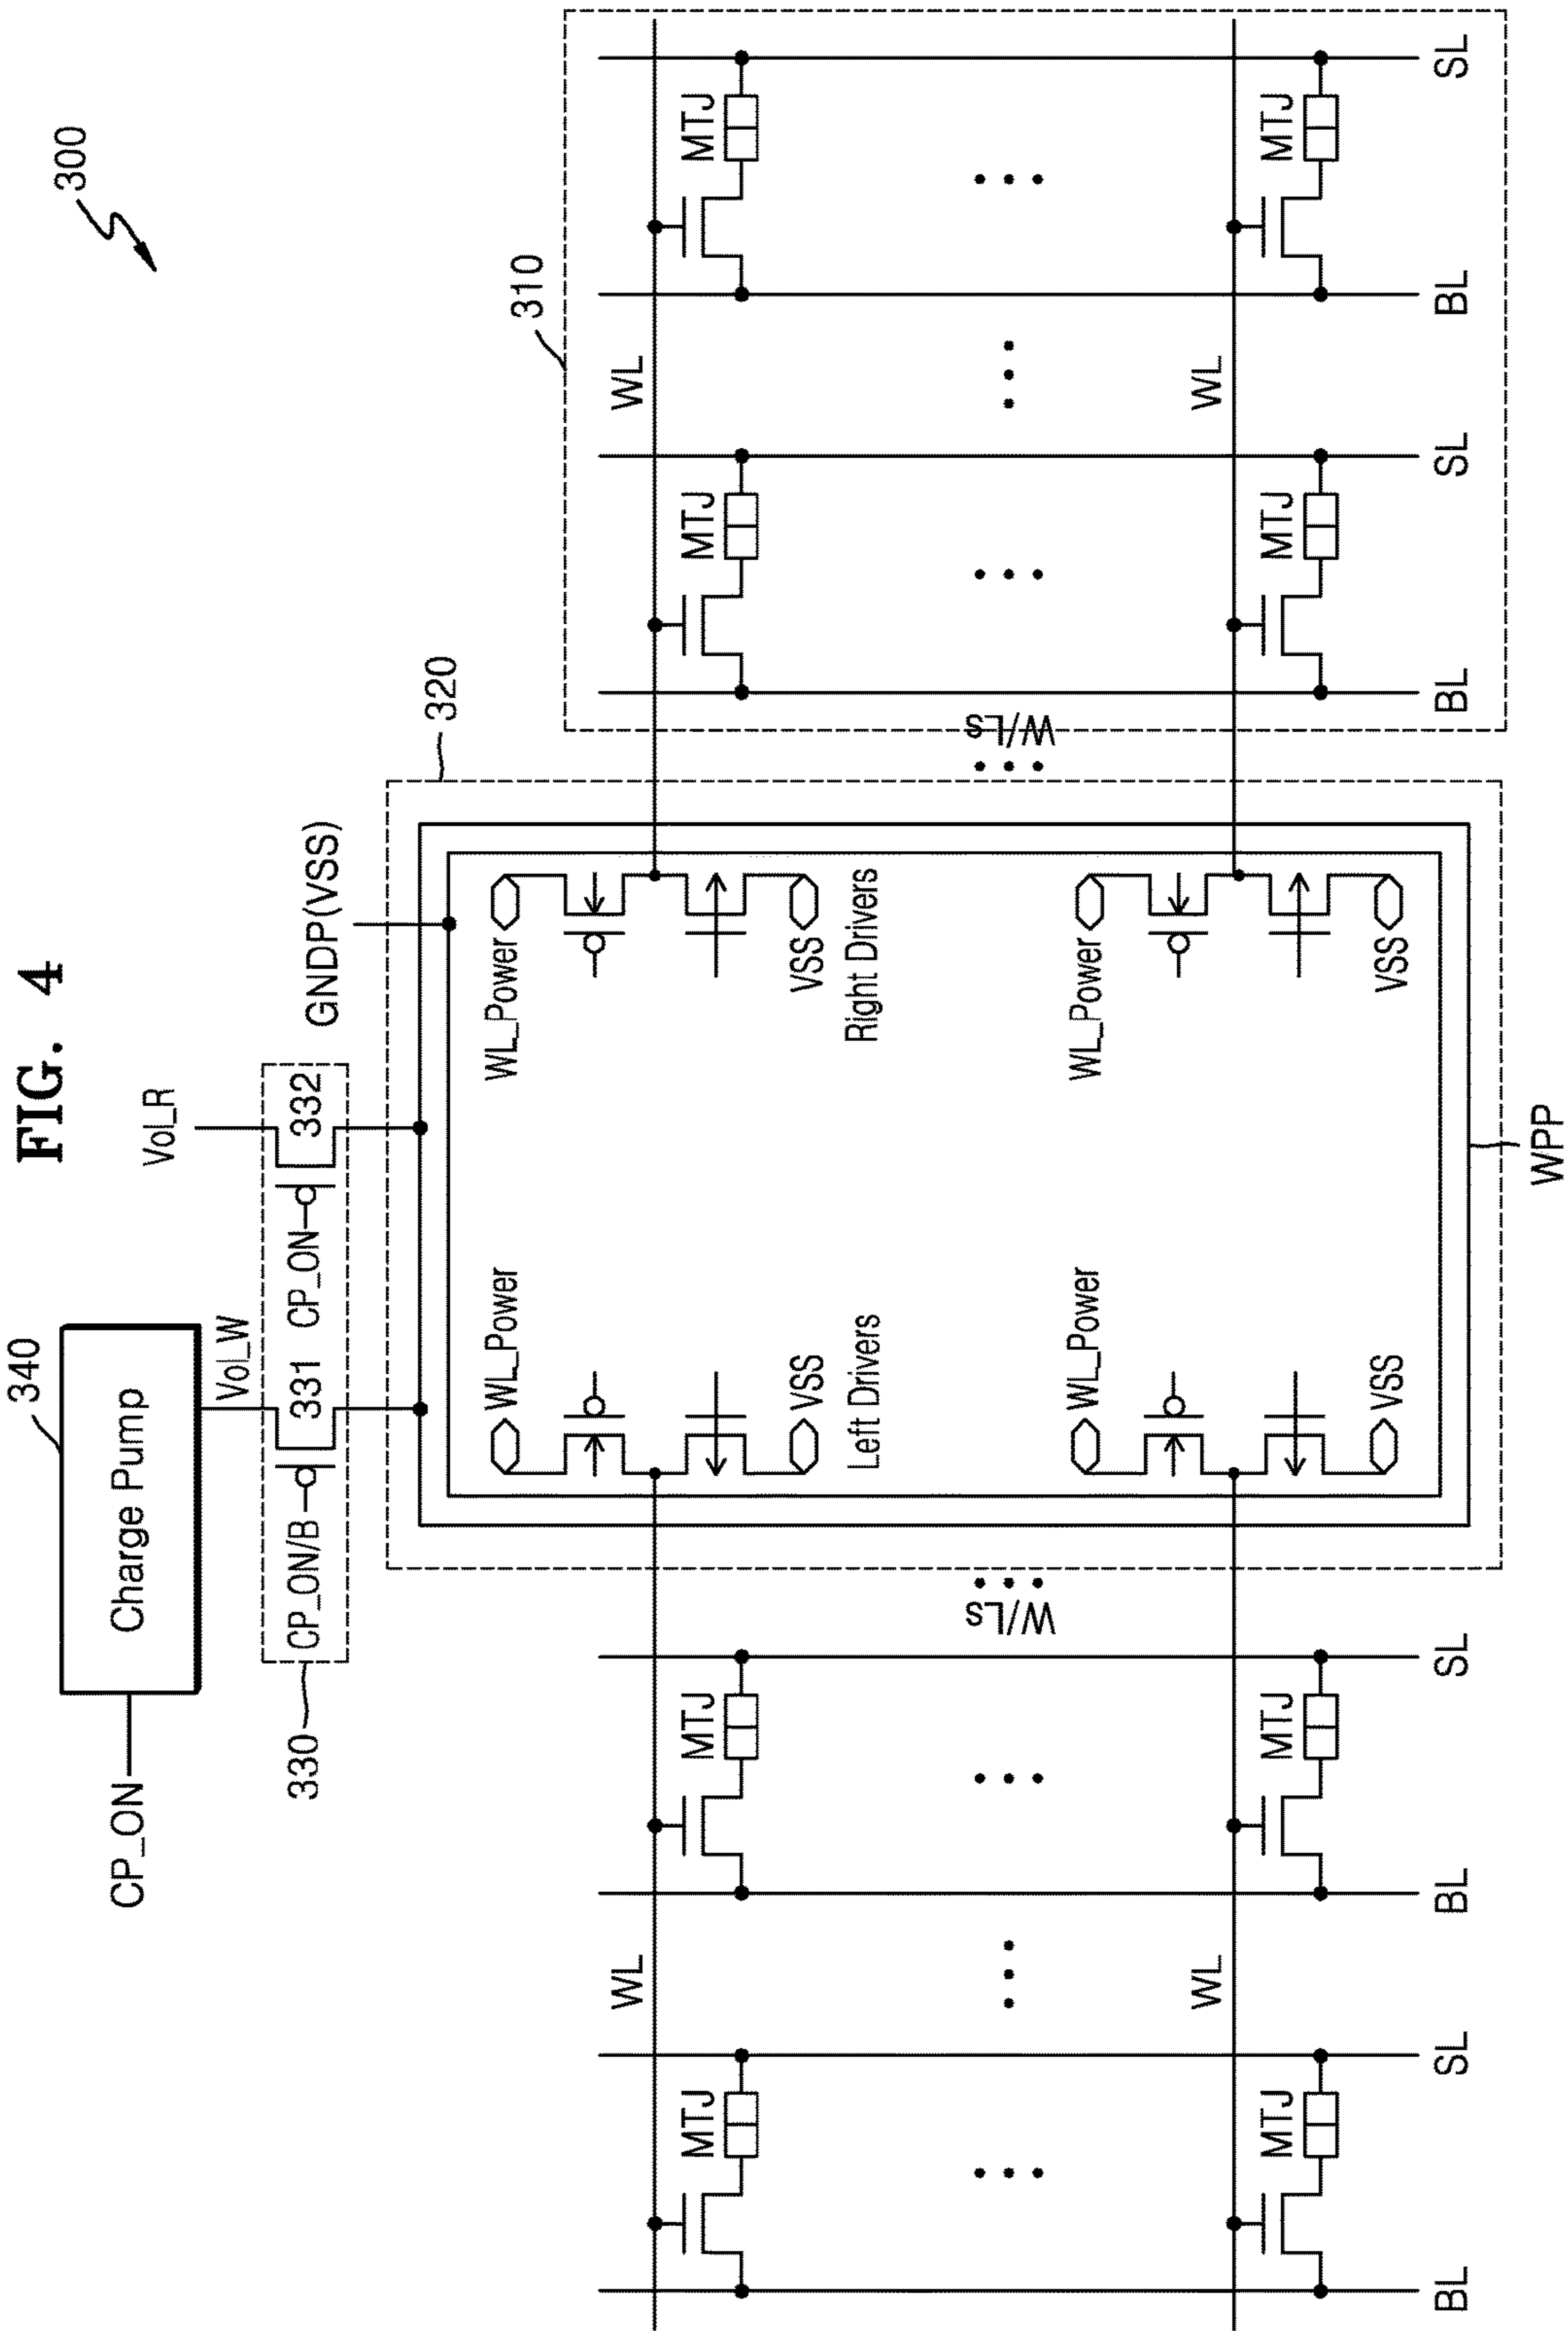 FIG. 4
300
340
Charge Pump
CP_ON
Vol_R
Vol_W
330
CP_ON/B
331
CP_ON
332
GNDP(VSS)
320
310
WL_Power
WL_Power
WL
WL
MTJ
MTJ
MTJ
MTJ
VSS
VSS
Left Drivers
Right Drivers
W/Ls
W/Ls
WL_Power
WL_Power
WL
WL
MTJ
MTJ
MTJ
MTJ
VSS
VSS
BL
SL
BL
SL
BL
SL
BL
SL
WPP